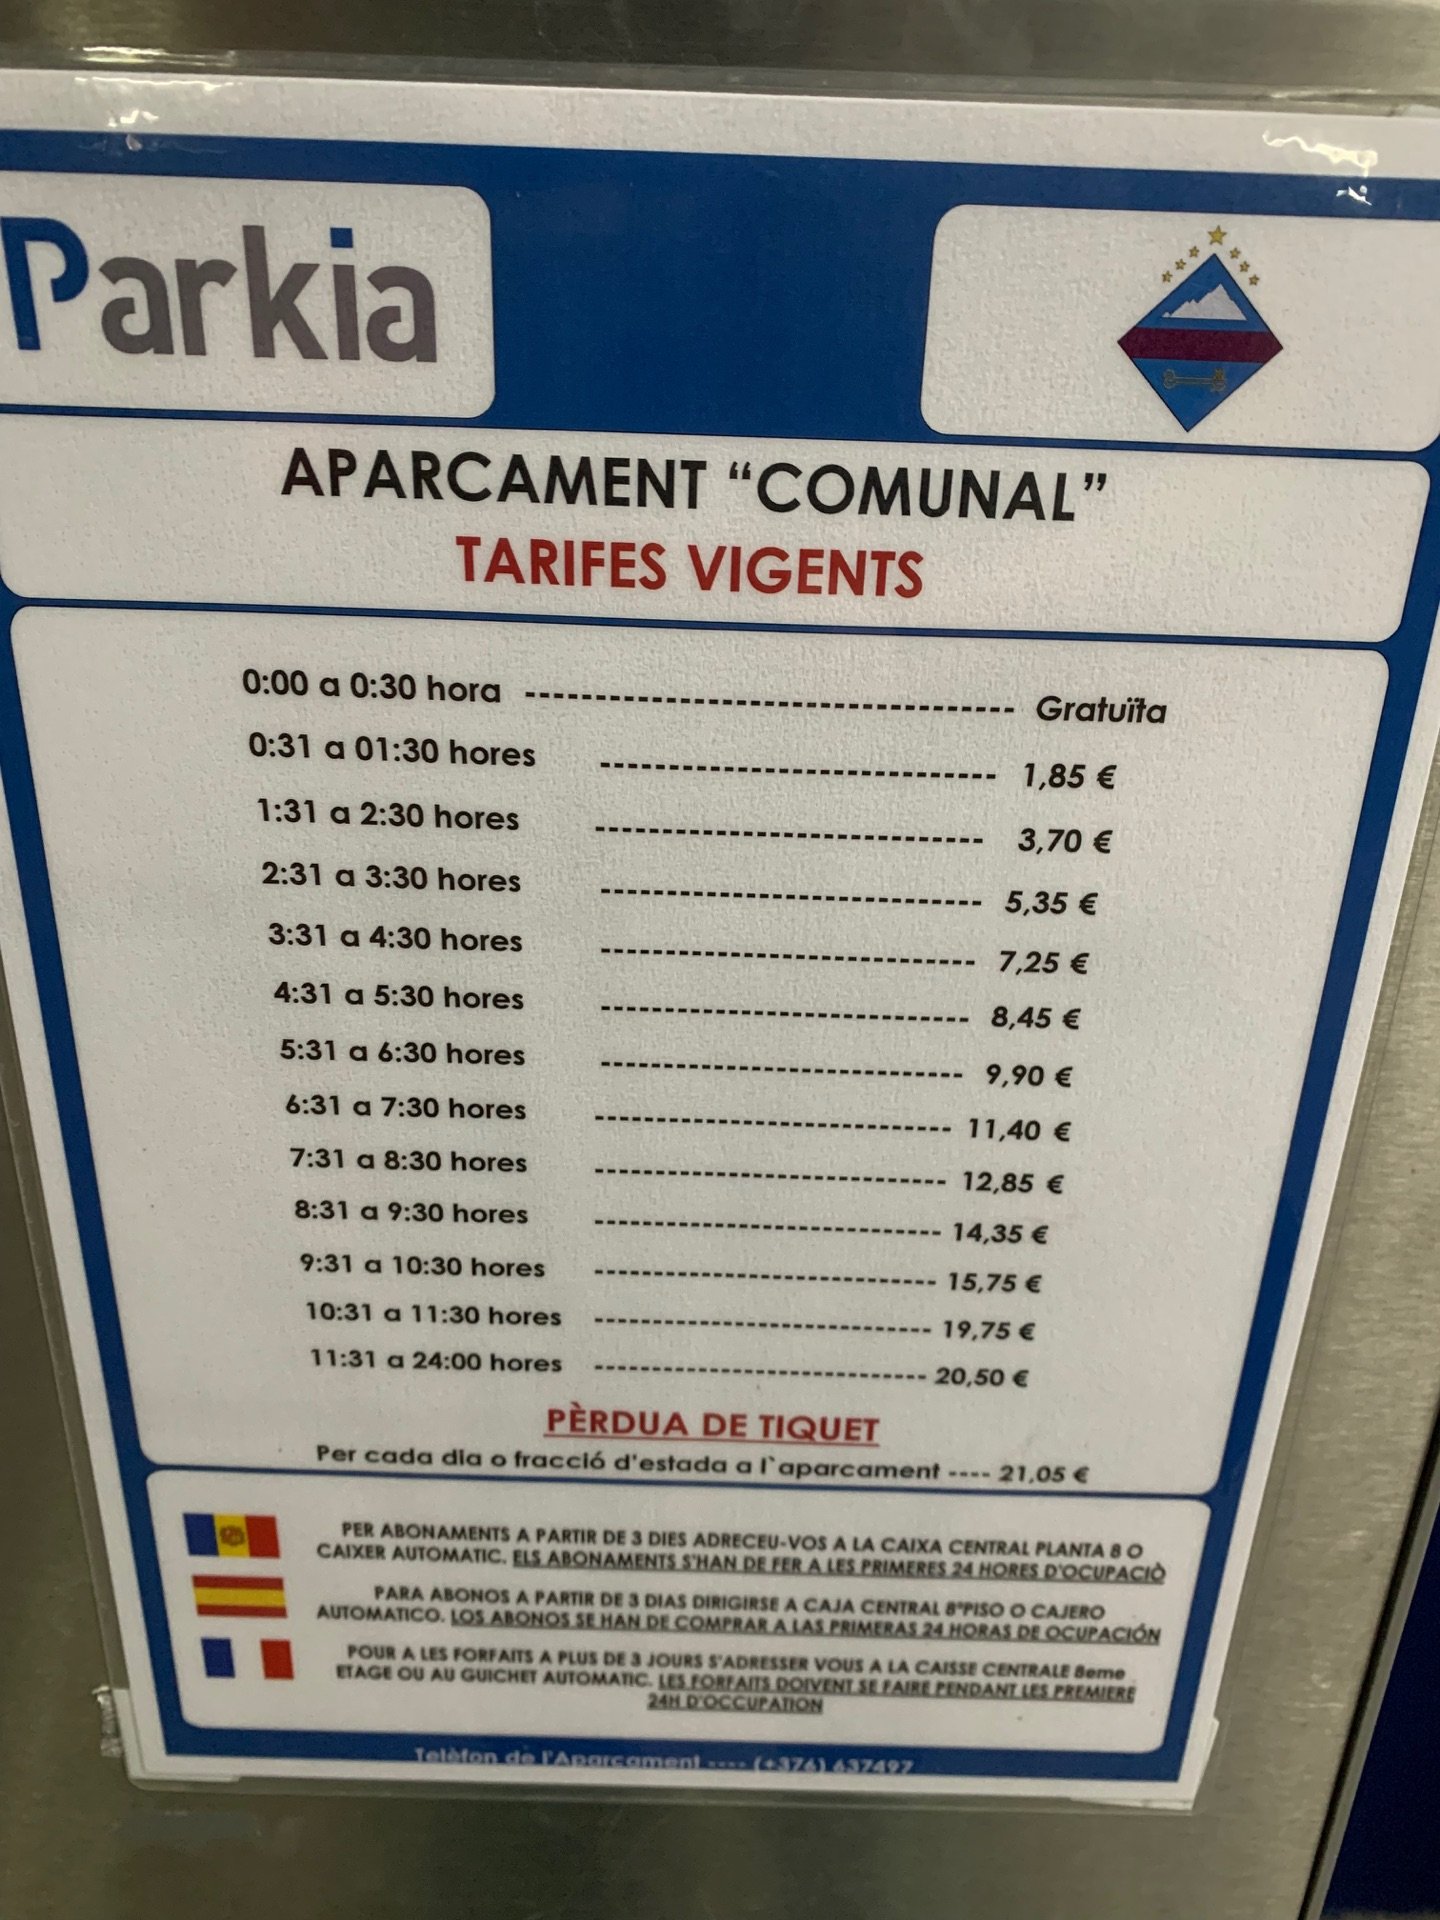 Parkia
APARCAMENT “COMUNAL”
TARIFES VIGENTS
0:00 a 0:30 hora ----------------------------------- Gratuïta
0:31 a 01:30 hores ----------------------------- 1,85 €
1:31 a 2:30 hores ----------------------------- 3,70 €
2:31 a 3:30 hores ----------------------------- 5,35 €
3:31 a 4:30 hores ----------------------------- 7,25 €
4:31 a 5:30 hores ----------------------------- 8,45 €
5:31 a 6:30 hores ----------------------------- 9,90 €
6:31 a 7:30 hores ----------------------------- 11,40 €
7:31 a 8:30 hores ----------------------------- 12,85 €
8:31 a 9:30 hores ----------------------------- 14,35 €
9:31 a 10:30 hores ----------------------------- 15,75 €
10:31 a 11:30 hores ----------------------------- 19,75 €
11:31 a 24:00 hores ----------------------------- 20,50 €
PÈRDUA DE TIQUET
Per cada dia o fracció d'estada a l`aparcament ---- 21,05 €
PER ABONAMENTS A PARTIR DE 3 DIES ADRECEU-VOS A LA CAIXA CENTRAL PLANTA 8 O
CAIXER AUTOMATIC. ELS ABONAMENTS S'HAN DE FER A LES PRIMERES 24 HORES D'OCUPACIÒ
PARA ABONOS A PARTIR DE 3 DIAS DIRIGIRSE A CAJA CENTRAL 8ºPISO O CAJERO
AUTOMATICO. LOS ABONOS SE HAN DE COMPRAR A LAS PRIMERAS 24 HORAS DE OCUPACIÓN
POUR A LES FORFAITS A PLUS DE 3 JOURS S'ADRESSER VOUS A LA CAISSE CENTRALE 8eme
ETAGE OU AU GUICHET AUTOMATIC. LES FORFAITS DOIVENT SE FAIRE PENDANT LES PREMIERE
24H D'OCCUPATION
Telèfon de l'Aparcament ---- (+376) 637497